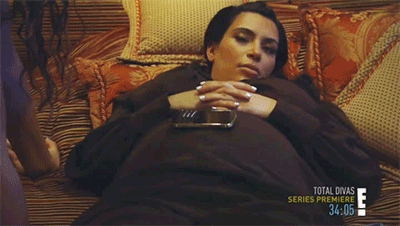 TOTAL DIVAS
SERIES PREMIERE
34:05
E!